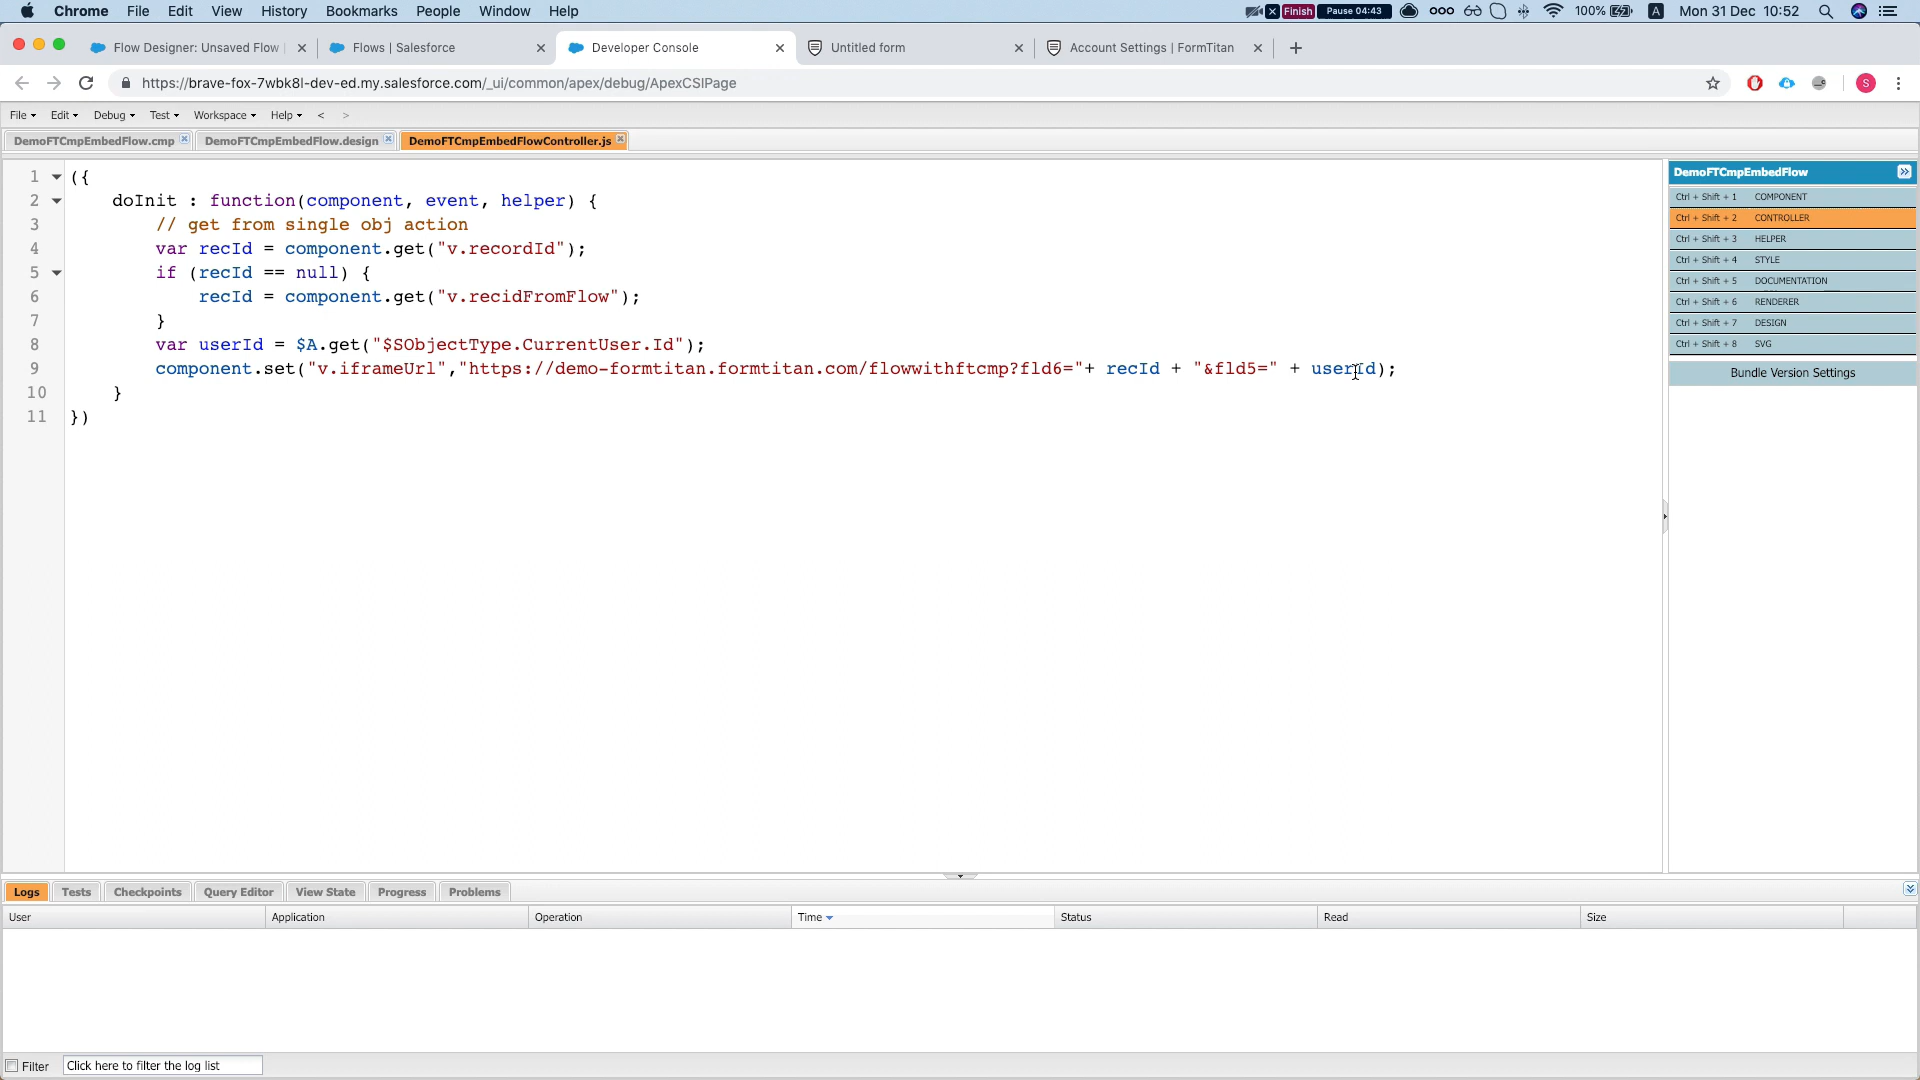 Chrome File Edit View History Bookmarks People Window Help Finish Pause 04:43 100% A Mon 31 Dec 10:52
Flow Designer: Unsaved Flow Flows | Salesforce Developer Console Untitled form Account Settings | FormTitan
https://brave-fox-7wbk8l-dev-ed.my.salesforce.com/_ui/common/apex/debug/ApexCSIPage S
File Edit Debug Test Workspace Help < >
DemoFTCmpEmbedFlow.cmp DemoFTCmpEmbedFlow.design DemoFTCmpEmbedFlowController.js
1 ({
2 doInit : function(component, event, helper) {
3 // get from single obj action
4 var recId = component.get("v.recordId");
5 if (recId == null) {
6 recId = component.get("v.recidFromFlow");
7 }
8 var userId = $A.get("$SObjectType.CurrentUser.Id");
9 component.set("v.iframeUrl","https://demo-formtitan.formtitan.com/flowwithftcmp?fld6="+ recId + "&fld5=" + userId);
10 }
11 })
DemoFTCmpEmbedFlow
Ctrl + Shift + 1 COMPONENT
Ctrl + Shift + 2 CONTROLLER
Ctrl + Shift + 3 HELPER
Ctrl + Shift + 4 STYLE
Ctrl + Shift + 5 DOCUMENTATION
Ctrl + Shift + 6 RENDERER
Ctrl + Shift + 7 DESIGN
Ctrl + Shift + 8 SVG
Bundle Version Settings
Logs Tests Checkpoints Query Editor View State Progress Problems
User Application Operation Time Status Read Size
Filter Click here to filter the log list